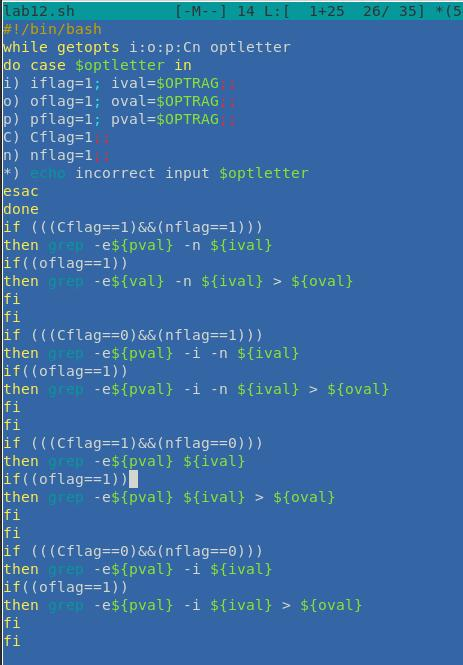 lab12.sh [-M--] 14 L:[ 1+25 26/ 35] *(5
#!/bin/bash
while getopts i:o:p:Cn optletter
do case $optletter in
i) iflag=1; ival=$OPTRAG;;
o) oflag=1; oval=$OPTRAG;;
p) pflag=1; pval=$OPTRAG;;
C) Cflag=1;;
n) nflag=1;;
*) echo incorrect input $optletter
esac
done
if (((Cflag==1)&&(nflag==1)))
then grep -e${pval} -n ${ival}
if((oflag==1))
then grep -e${val} -n ${ival} > ${oval}
fi
fi
if (((Cflag==0)&&(nflag==1)))
then grep -e${pval} -i -n ${ival}
if((oflag==1))
then grep -e${pval} -i -n ${ival} > ${oval}
fi
fi
if (((Cflag==1)&&(nflag==0)))
then grep -e${pval} ${ival}
if((oflag==1))
then grep -e${pval} ${ival} > ${oval}
fi
fi
if (((Cflag==0)&&(nflag==0)))
then grep -e${pval} -i ${ival}
if((oflag==1))
then grep -e${pval} -i ${ival} > ${oval}
fi
fi